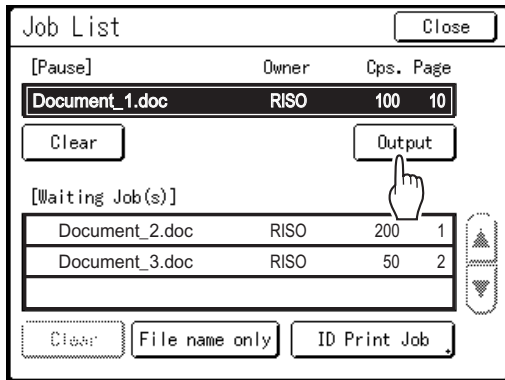 Job List Close
[Pause] Owner Cps. Page
Document_1.doc RISO 100 10
Clear Output
[Waiting Job(s)]
Document_2.doc RISO 200 1
Document_3.doc RISO 50 2
Clear File name only ID Print Job